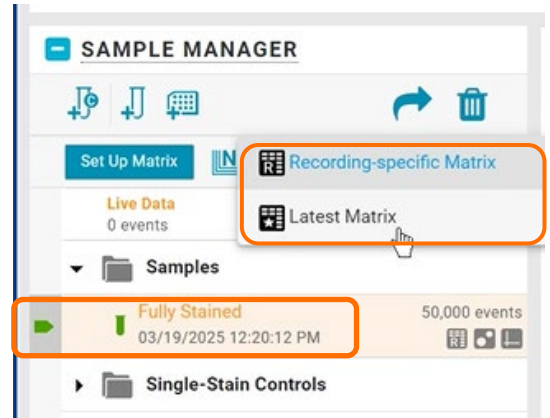 SAMPLE MANAGER
Set Up Matrix
N
R Recording-specific Matrix
Latest Matrix
Live Data
0 events
Samples
Fully Stained
50,000 events
03/19/2025 12:20:12 PM
R
Single-Stain Controls